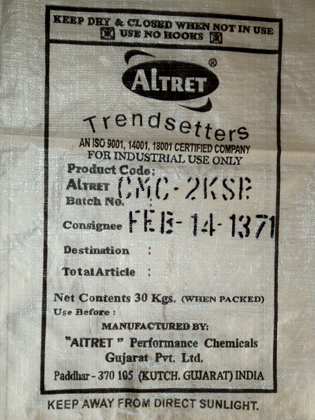 KEEP DRY & CLOSED WHEN NOT IN USE
USE NO HOOKS
ALTRET ®
Trendsetters
AN ISO 9001, 14001, 18001 CERTIFIED COMPANY
FOR INDUSTRIAL USE ONLY
Product Code:
ALTRET CMC-2KSP
Batch No. :
Consignee FEB-14-1371
Destination :
Total Article :
Net Contents 30 Kgs. (WHEN PACKED)
Use Before :
MANUFACTURED BY:
"AlTRET" Performance Chemicals
Gujarat Pvt. Ltd.
Paddhar - 370 105 (KUTCH. GUJARAT) INDIA
KEEP AWAY FROM DIRECT SUNLIGHT.